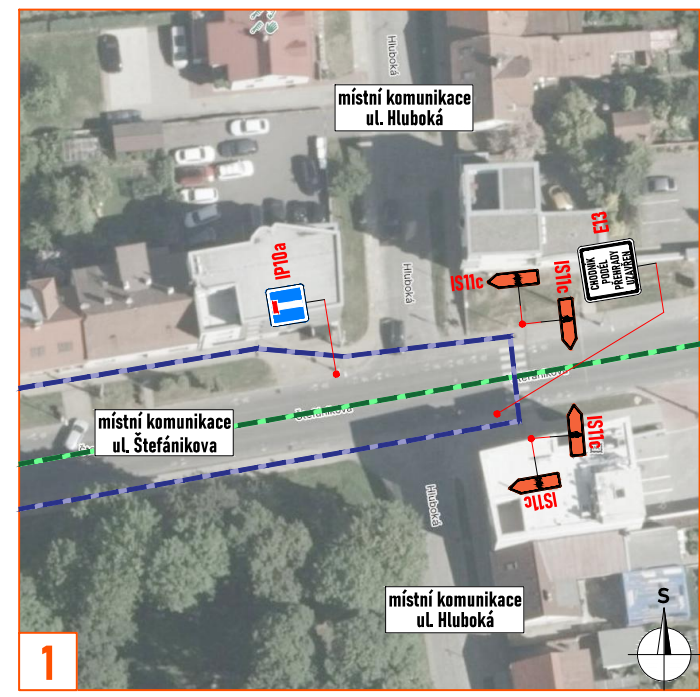 Hluboká
místní komunikace
ul. Hluboká
E13
IP10a
IS11c
IS11c
CHODNÍK
PODÉL
PŘEHRADY
UZAVŘEN
Hluboká
Štefánikova
místní komunikace
ul. Štefánikova
IS11c
IS11c
Hluboká
místní komunikace
ul. Hluboká
S
1